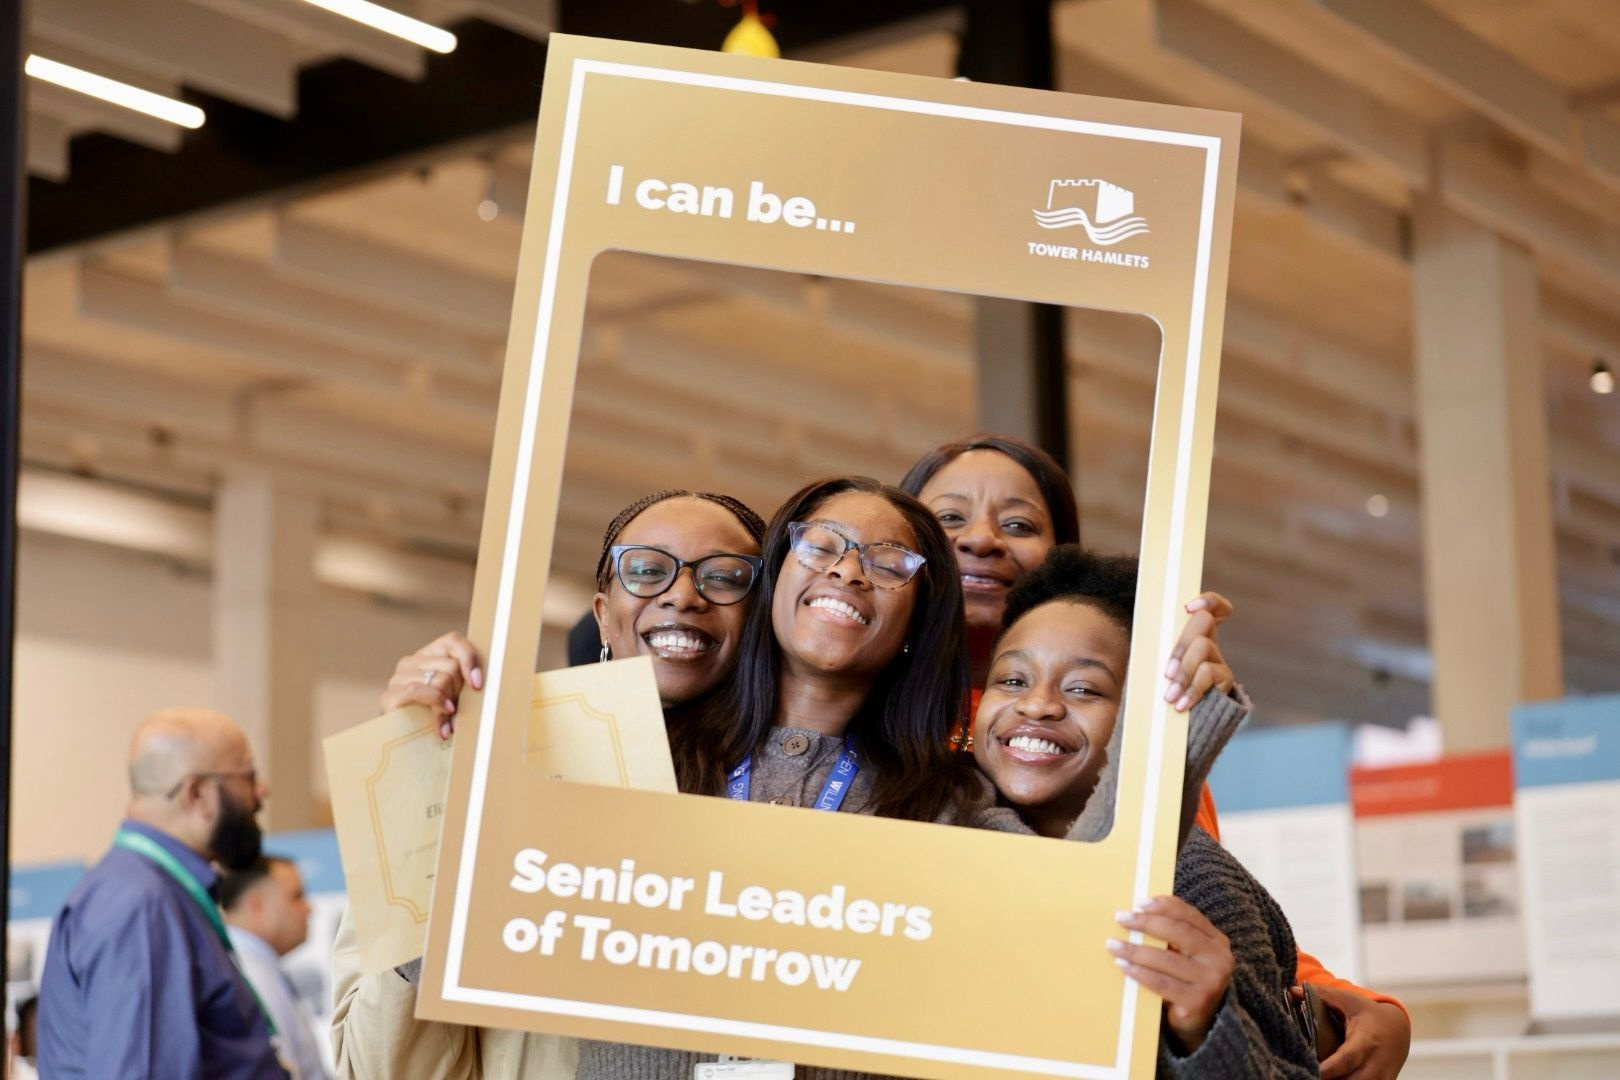 I can be...
TOWER HAMLETS
Senior Leaders
of Tomorrow